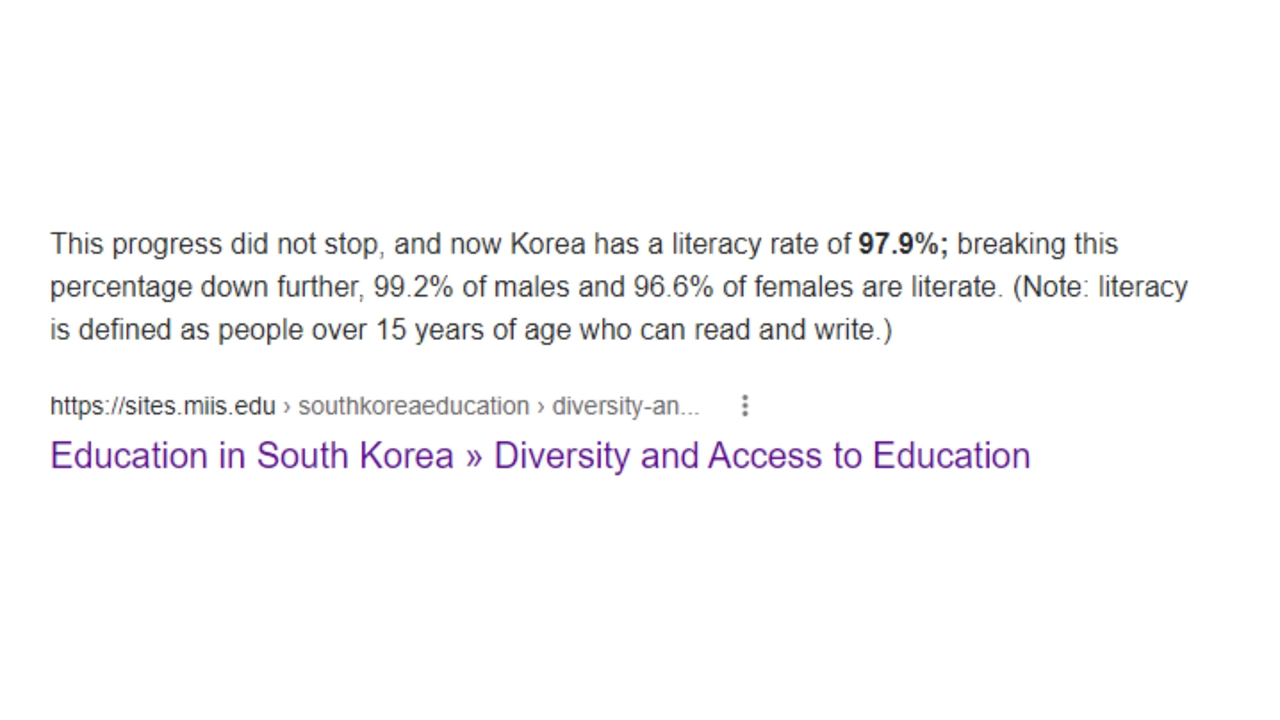 This progress did not stop, and now Korea has a literacy rate of 97.9%; breaking this
percentage down further, 99.2% of males and 96.6% of females are literate. (Note: literacy
is defined as people over 15 years of age who can read and write.)
https://sites.miis.edu › southkoreaeducation › diversity-an...
Education in South Korea » Diversity and Access to Education